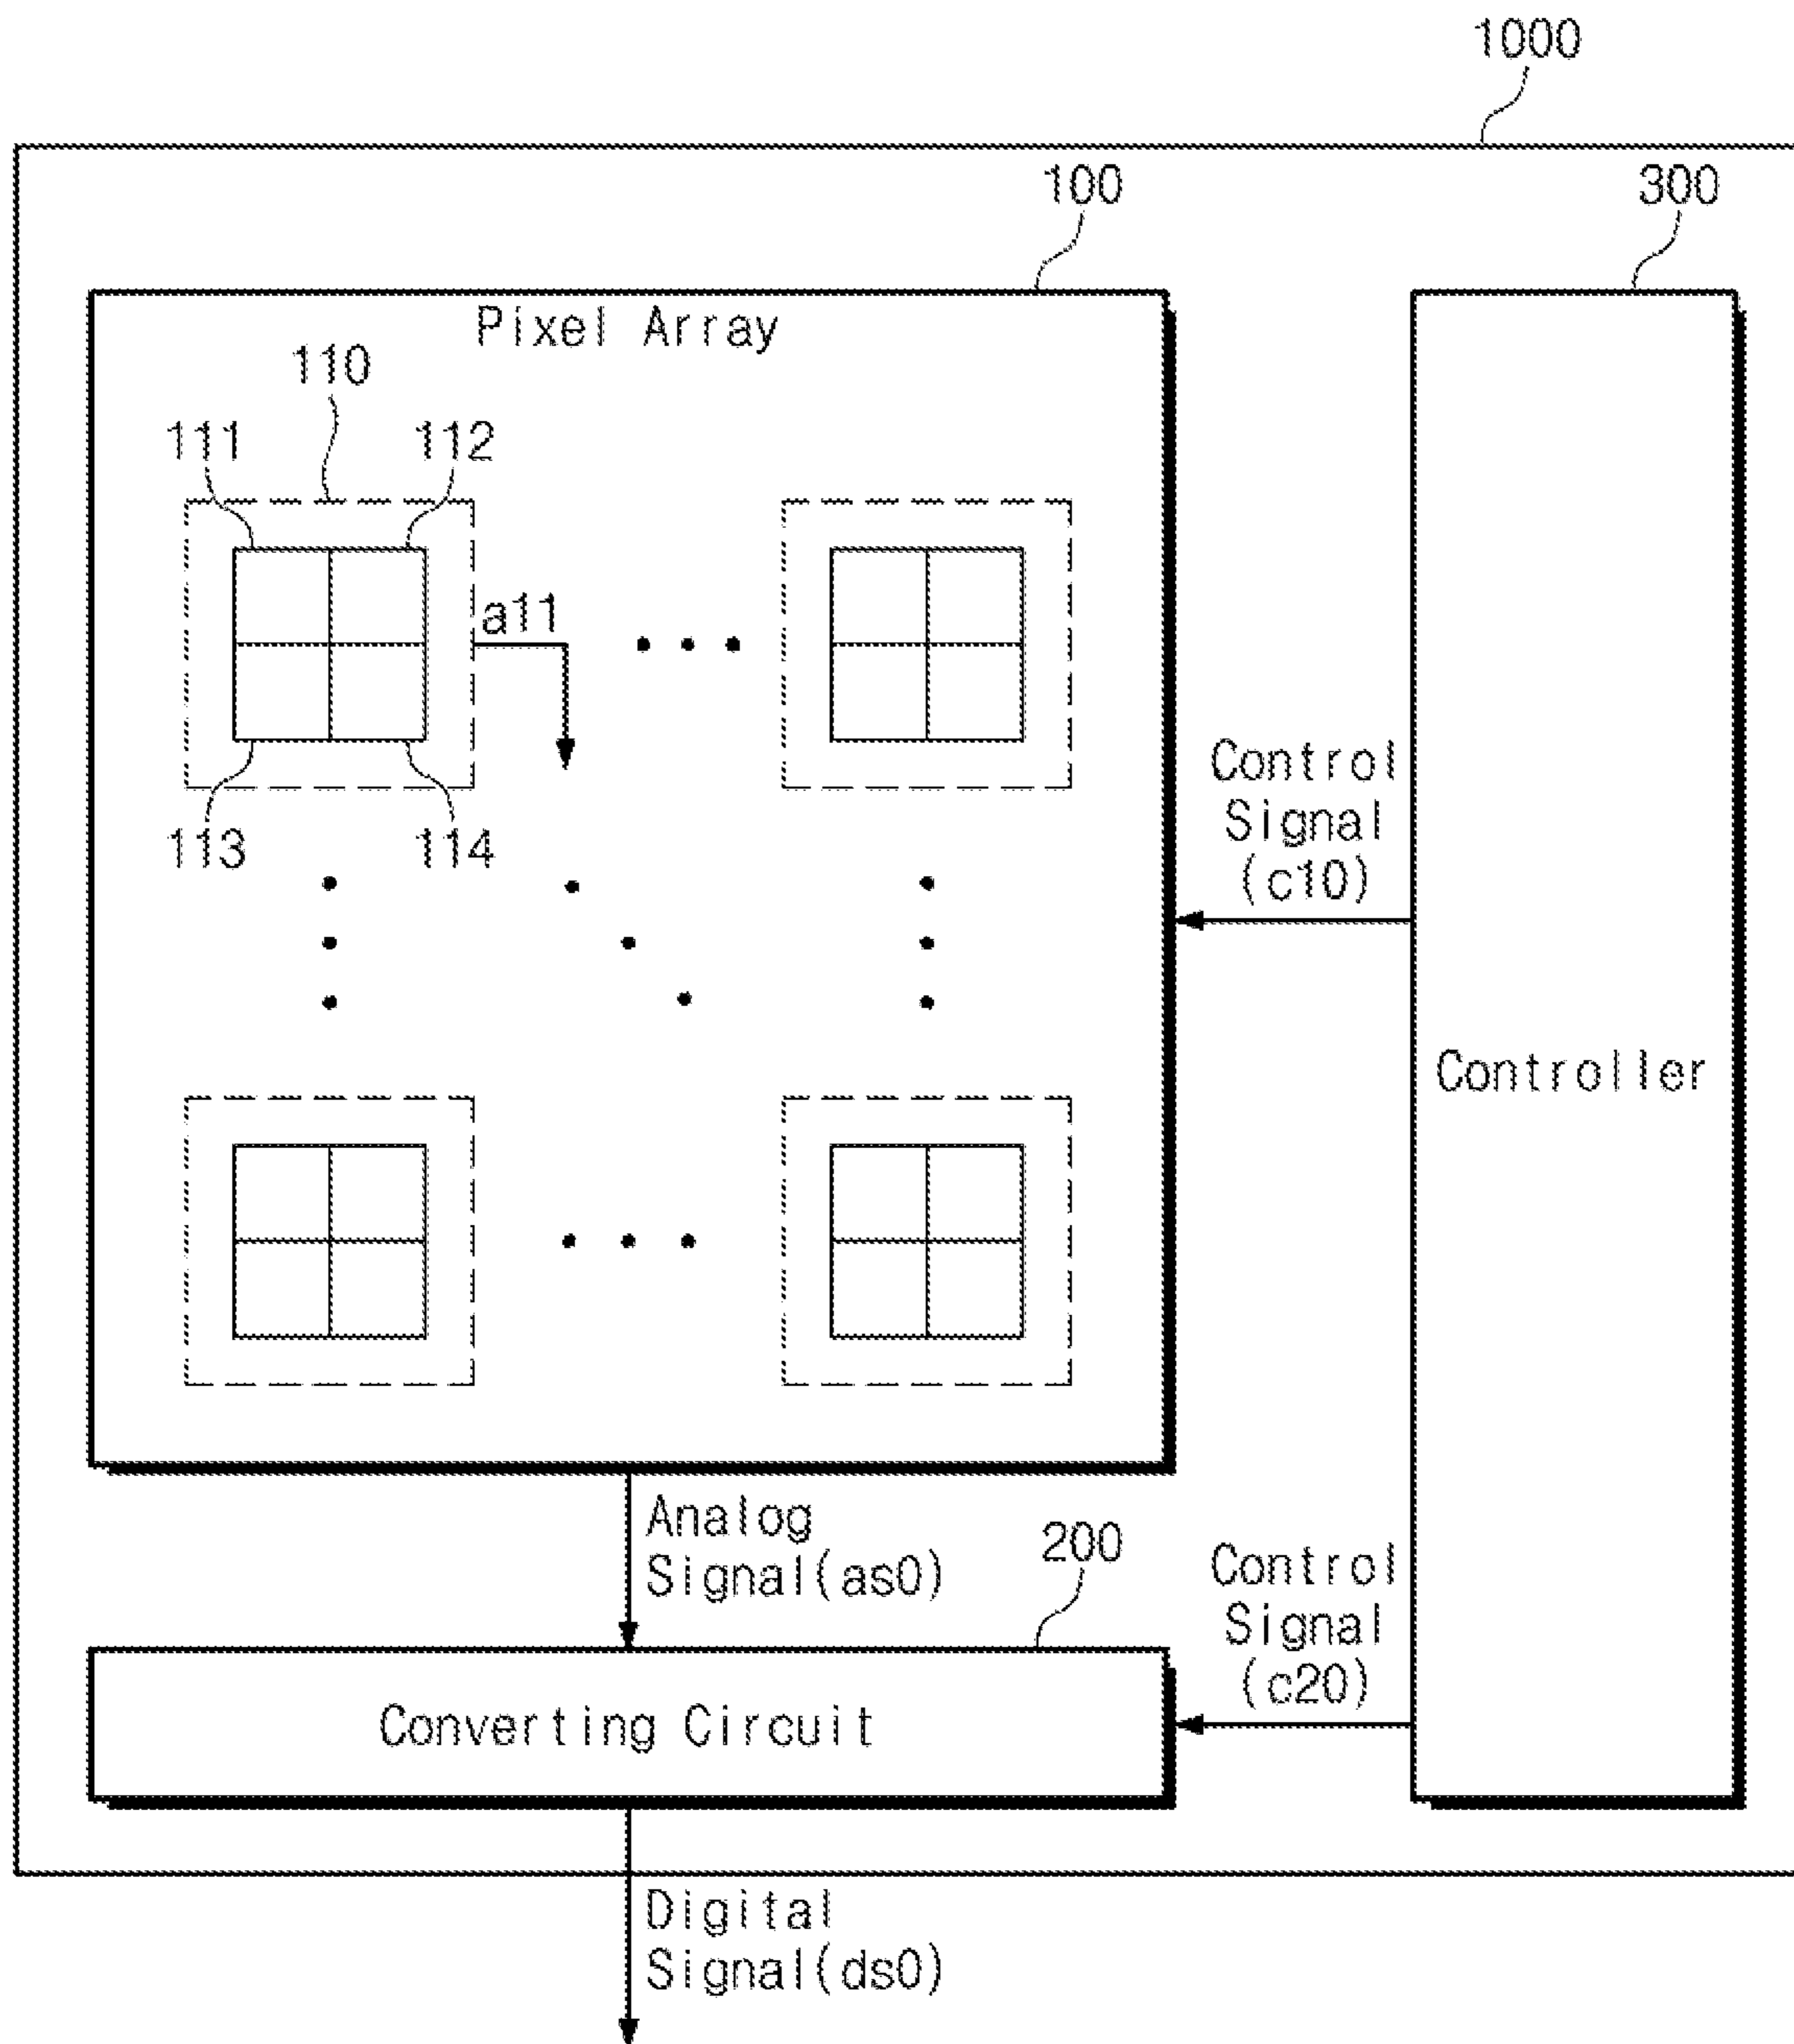 1000
100
300
Pixel Array
110
111
112
a11
113
114
Control
Signal
(c10)
Controller
Analog
Signal(as0)
200
Control
Signal
(c20)
Converting Circuit
Digital
Signal(ds0)